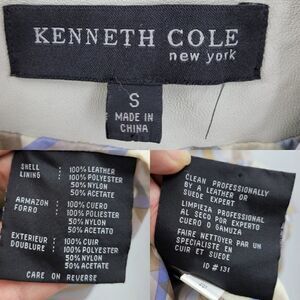 KENNETH COLE
new york
S
MADE IN
CHINA
SHELL : 100% LEATHER
LINING : 100% POLYESTER
50% NYLON
50% ACETATE
ARMAZON : 100% CUERO
FORRO : 100% POLIESTER
50% NYLON
50% ACETATO
EXTERIEUR : 100% CUIR
DOUBLURE : 100% POLYESTER
50% NYLON
50% ACETATE
CARE ON REVERSE
CLEAN PROFESSIONALLY
BY A LEATHER OR
SUEDE EXPERT
LIMPIEZA PROFESSIONAL
AL SECO POR EXPERTO
CUERO O GAMUZA
FAIRE NETTOYER PAR UN
SPECIALISTE EN
CUIR ET SUEDE
ID #131